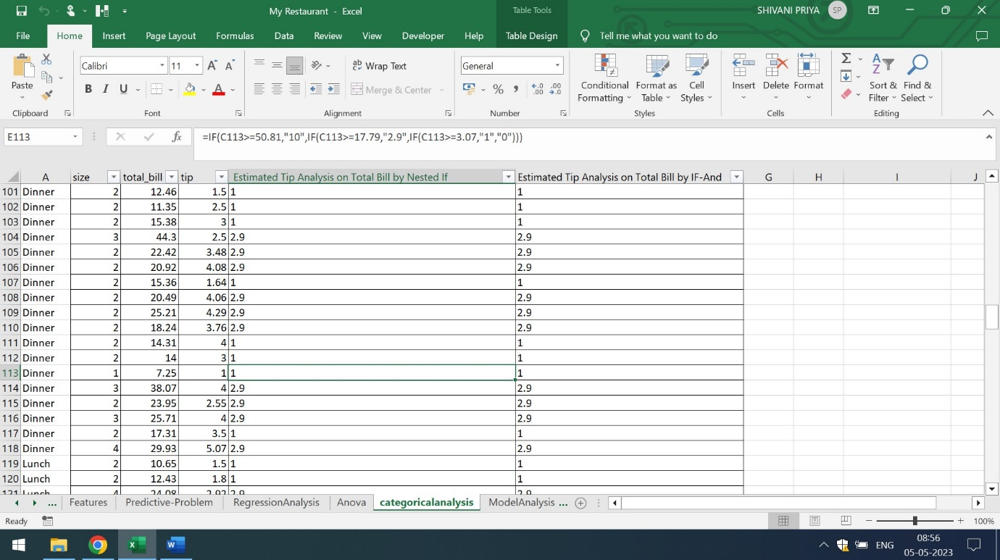 My Restaurant - Excel
Table Tools
SHIVANI PRIYA SP
File Home Insert Page Layout Formulas Data Review View Developer Help Table Design Tell me what you want to do
Paste
Calibri 11 A A
Wrap Text
General
Conditional Formatting
Format as Table
Cell Styles
Insert Delete Format
Sort & Filter
Find & Select
B I U A
Merge & Center
% , .00 .0
Clipboard Font Alignment Number Styles Cells Editing
E113 fx =IF(C113>=50.81,"10",IF(C113>=17.79,"2.9",IF(C113>=3.07,"1","0")))
A size total_bill tip Estimated Tip Analysis on Total Bill by Nested If Estimated Tip Analysis on Total Bill by IF-And G H I J
101 Dinner 2 12.46 1.5 1 1
102 Dinner 2 11.35 2.5 1 1
103 Dinner 2 15.38 3 1 1
104 Dinner 3 44.3 2.5 2.9 2.9
105 Dinner 2 22.42 3.48 2.9 2.9
106 Dinner 2 20.92 4.08 2.9 2.9
107 Dinner 2 15.36 1.64 1 1
108 Dinner 2 20.49 4.06 2.9 2.9
109 Dinner 2 25.21 4.29 2.9 2.9
110 Dinner 2 18.24 3.76 2.9 2.9
111 Dinner 2 14.31 4 1 1
112 Dinner 2 14 3 1 1
113 Dinner 1 7.25 1 1 1
114 Dinner 3 38.07 4 2.9 2.9
115 Dinner 2 23.95 2.55 2.9 2.9
116 Dinner 3 25.71 4 2.9 2.9
117 Dinner 2 17.31 3.5 1 1
118 Dinner 4 29.93 5.07 2.9 2.9
119 Lunch 2 10.65 1.5 1 1
120 Lunch 2 12.43 1.8 1 1
121 Lunch 4 24.08 2.92 2.9 2.9
... Features Predictive-Problem RegressionAnalysis Anova categoricalanalysis ModelAnalysis ...
Ready 100%
ENG
08:56
05-05-2023